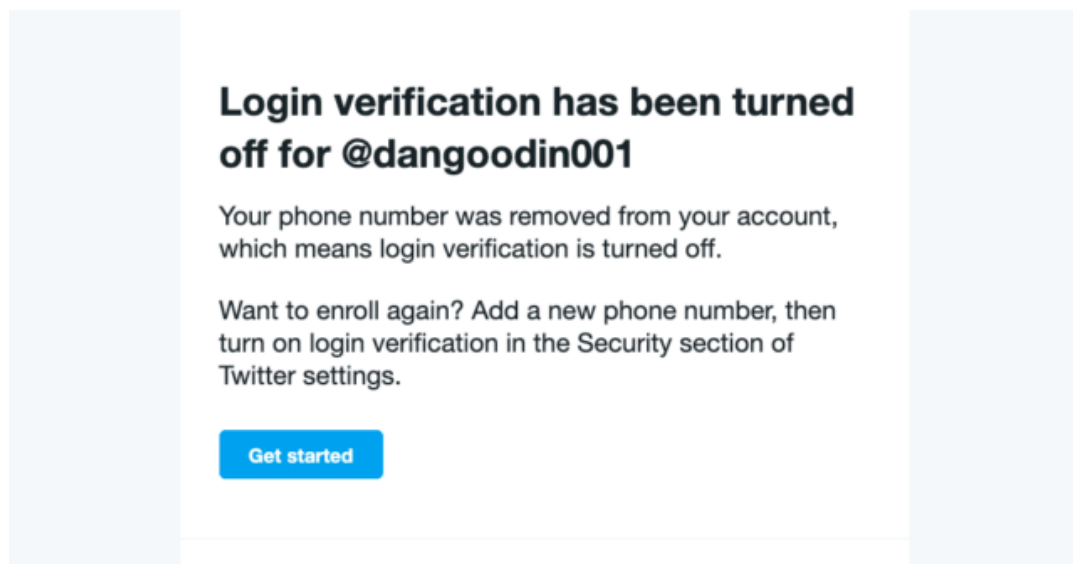 Login verification has been turned
off for @dangoodin001
Your phone number was removed from your account,
which means login verification is turned off.
Want to enroll again? Add a new phone number, then
turn on login verification in the Security section of
Twitter settings.
Get started